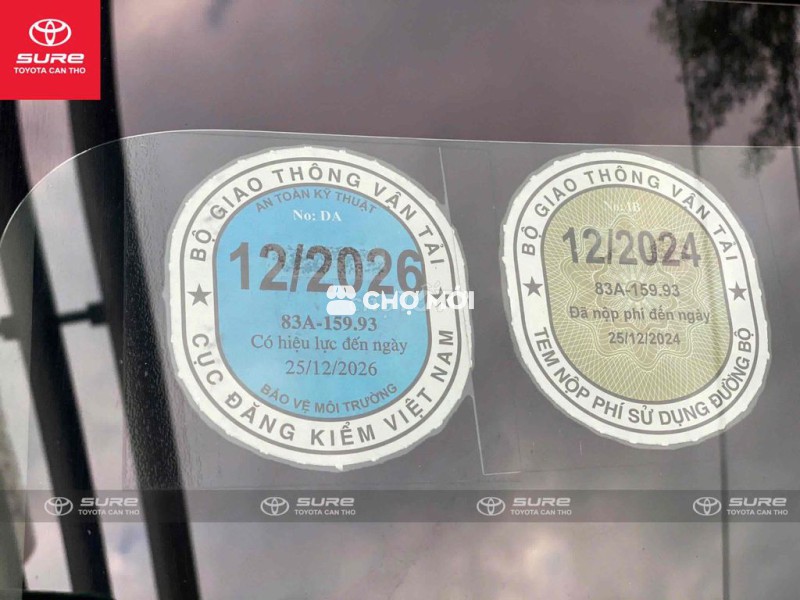 TOYOTA
SURE
TOYOTA CAN THO
BỘ GIAO THÔNG VẬN TẢI
AN TOÀN KỸ THUẬT
No: DA
12/2026
83A-159.93
Có hiệu lực đến ngày
25/12/2026
BẢO VỆ MÔI TRƯỜNG
CỤC ĐĂNG KIỂM VIỆT NAM
BỘ GIAO THÔNG VẬN TẢI
No: IB
12/2024
83A-159.93
Đã nộp phí đến ngày
25/12/2024
TEM NỘP PHÍ SỬ DỤNG ĐƯỜNG BỘ
CHỢ MỚI
SURE
TOYOTA CAN THO
SURE
TOYOTA CAN THO
SURE
TOYOTA CAN THO
SURE
TOYOTA CAN THO